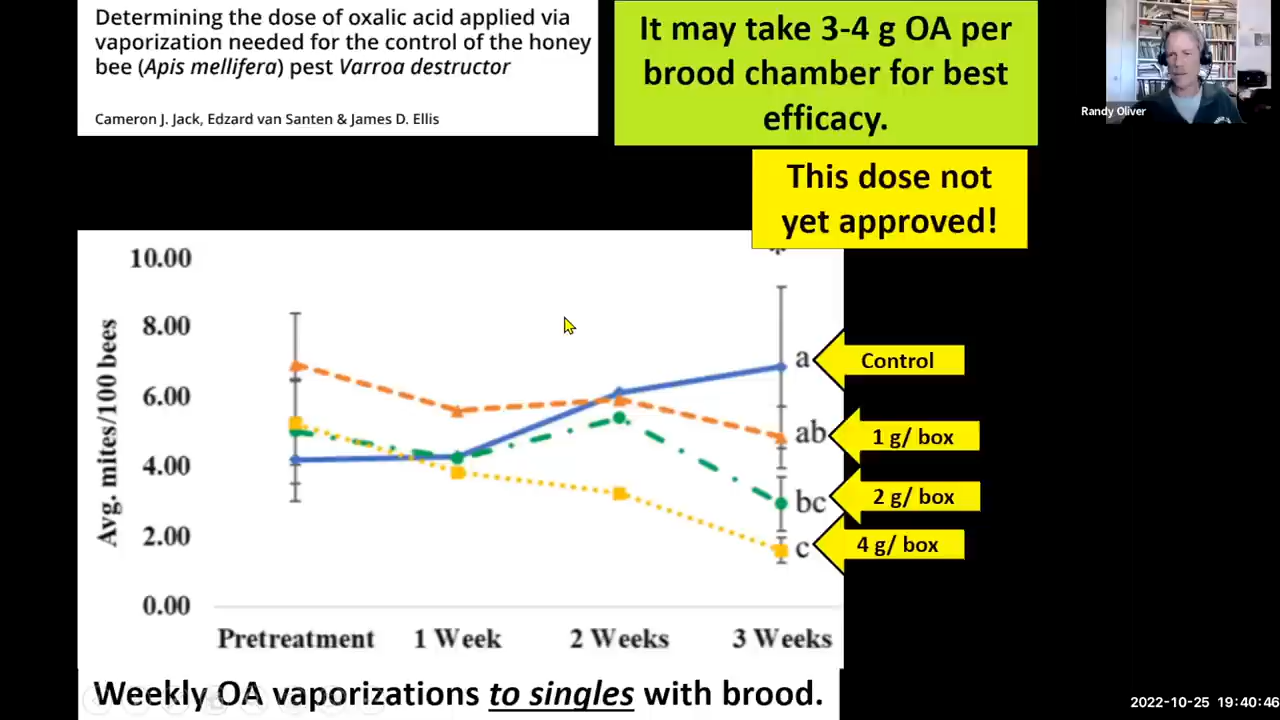 Determining the dose of oxalic acid applied via
vaporization needed for the control of the honey
bee (Apis mellifera) pest Varroa destructor
Cameron J. Jack, Edzard van Santen & James D. Ellis
It may take 3-4 g OA per
brood chamber for best
efficacy.
This dose not
yet approved!
Randy Oliver
Avg. mites/100 bees
10.00
8.00
6.00
4.00
2.00
0.00
Pretreatment
1 Week
2 Weeks
3 Weeks
*
a
Control
ab
1 g/ box
bc
2 g/ box
c
4 g/ box
Weekly OA vaporizations to singles with brood.
2022-10-25 19:40:46